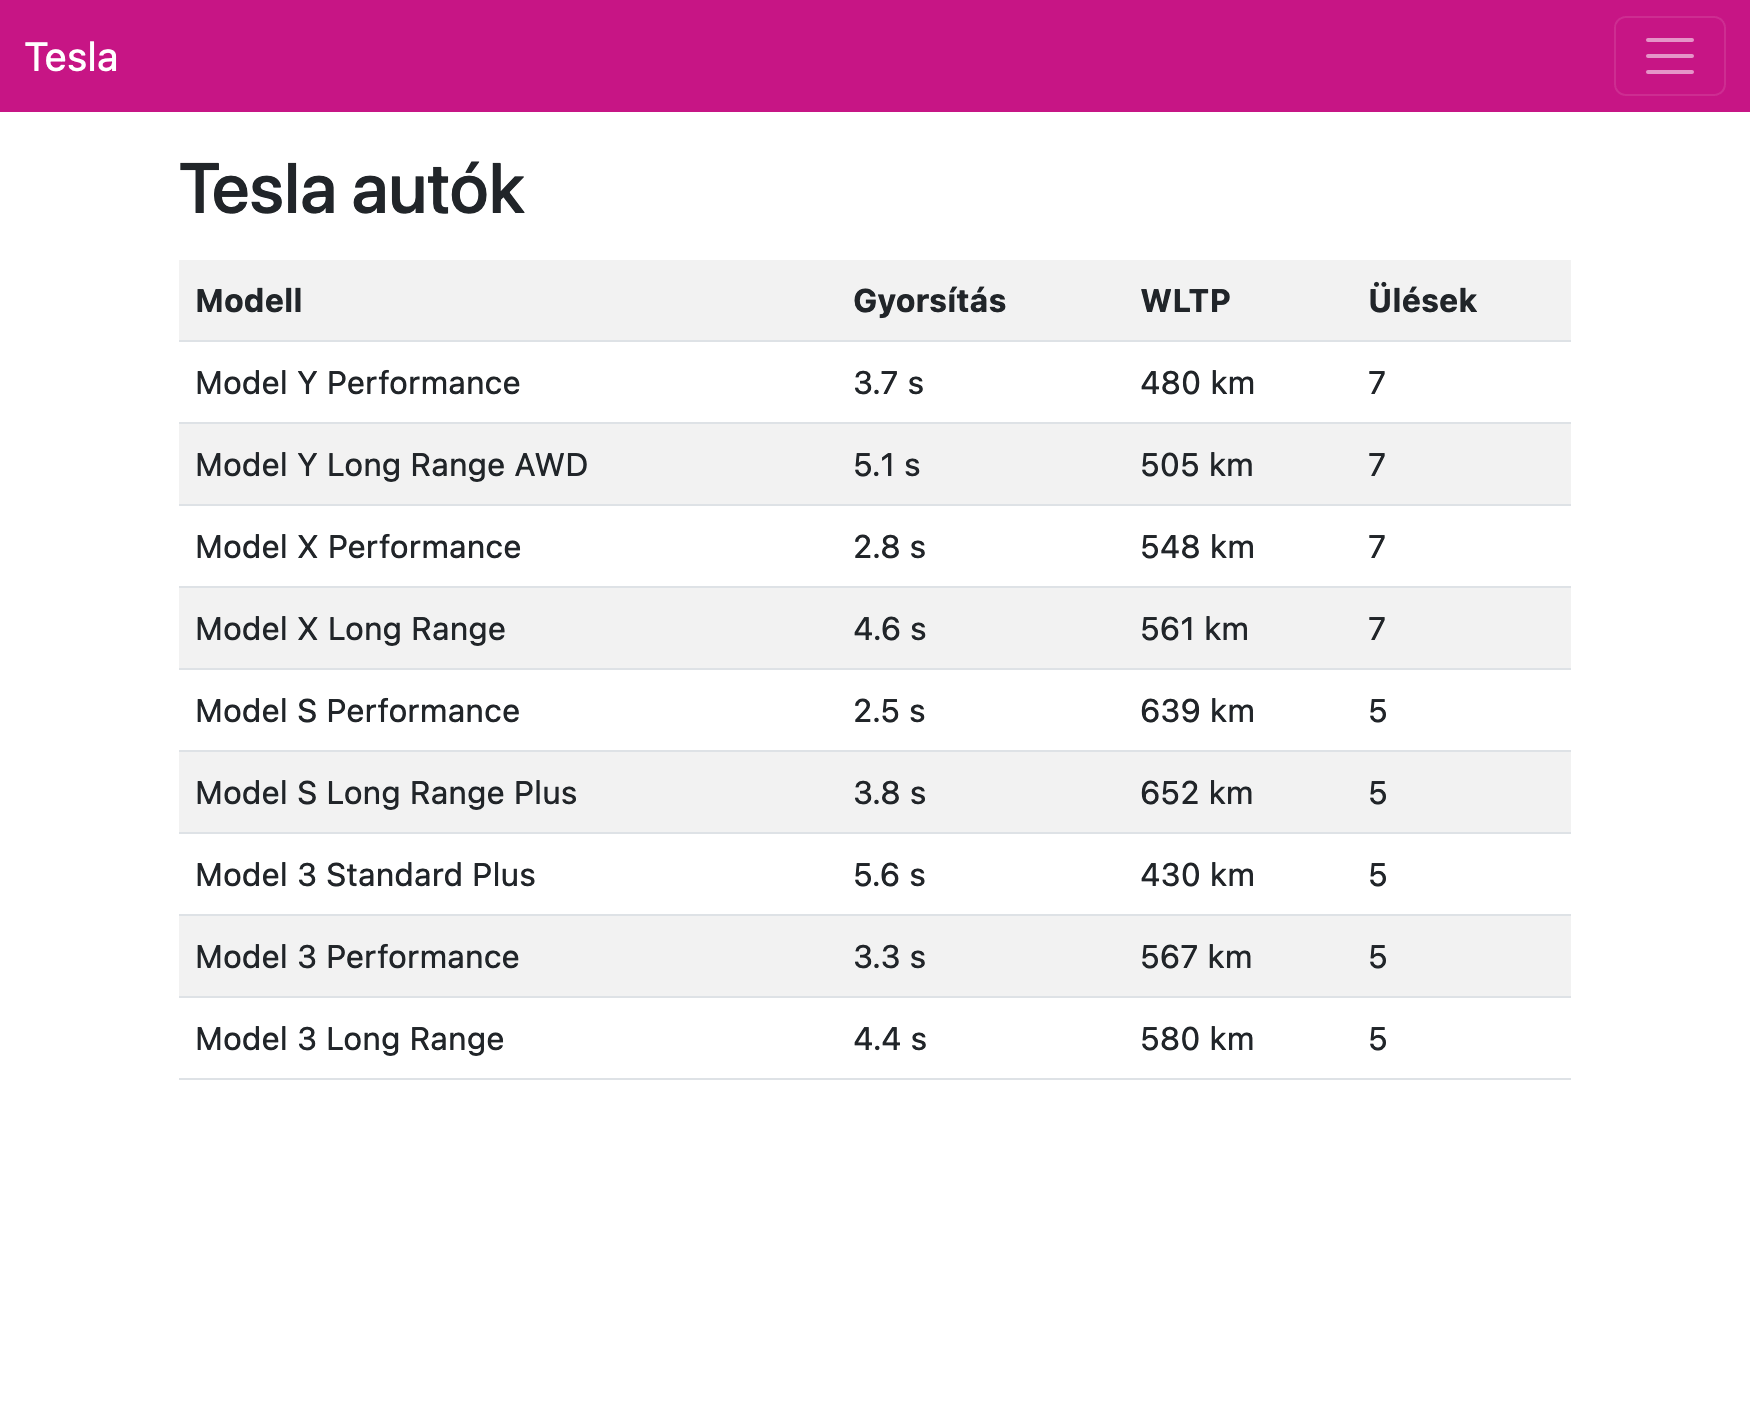 Tesla
Tesla autók
Modell Gyorsítás WLTP Ülések
Model Y Performance 3.7 s 480 km 7
Model Y Long Range AWD 5.1 s 505 km 7
Model X Performance 2.8 s 548 km 7
Model X Long Range 4.6 s 561 km 7
Model S Performance 2.5 s 639 km 5
Model S Long Range Plus 3.8 s 652 km 5
Model 3 Standard Plus 5.6 s 430 km 5
Model 3 Performance 3.3 s 567 km 5
Model 3 Long Range 4.4 s 580 km 5